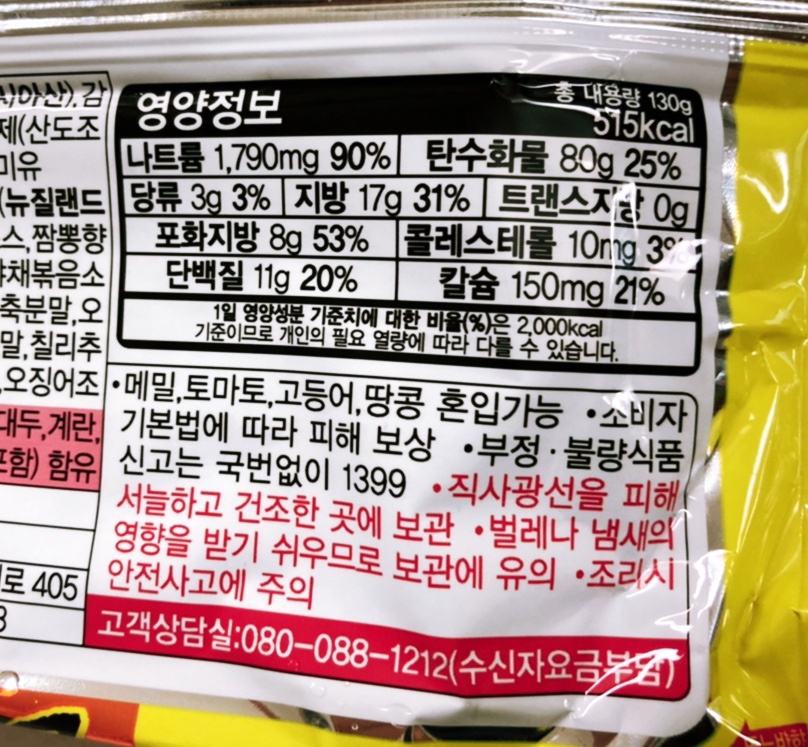 시아산), 감
제(산도조
미유
(뉴질랜드
스, 짬뽕향
야채볶음소
축분말, 오
말, 칠리추
, 오징어조
대두, 계란,
포함) 함유
로 405
영양정보
총 내용량 130g
515kcal
나트륨 1,790mg 90% 탄수화물 80g 25%
당류 3g 3% 지방 17g 31% 트랜스지방 0g
포화지방 8g 53% 콜레스테롤 10mg 3%
단백질 11g 20% 칼슘 150mg 21%
1일 영양성분 기준치에 대한 비율(%)은 2,000kcal
기준이므로 개인의 필요 열량에 따라 다를 수 있습니다.
•메밀,토마토,고등어,땅콩 혼입가능 •소비자
기본법에 따라 피해 보상 •부정·불량식품
신고는 국번없이 1399 •직사광선을 피해
서늘하고 건조한 곳에 보관 •벌레나 냄새의
영향을 받기 쉬우므로 보관에 유의 •조리시
안전사고에 주의
고객상담실:080-088-1212(수신자요금부담)